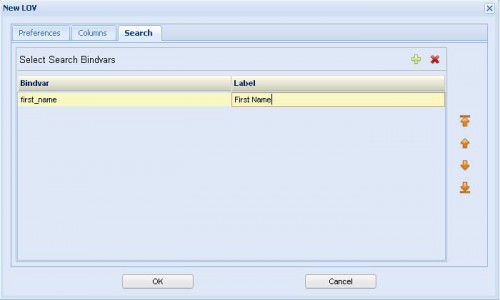 New LOV
Preferences Columns Search
Select Search Bindvars
Bindvar Label
first_name First Name
OK Cancel